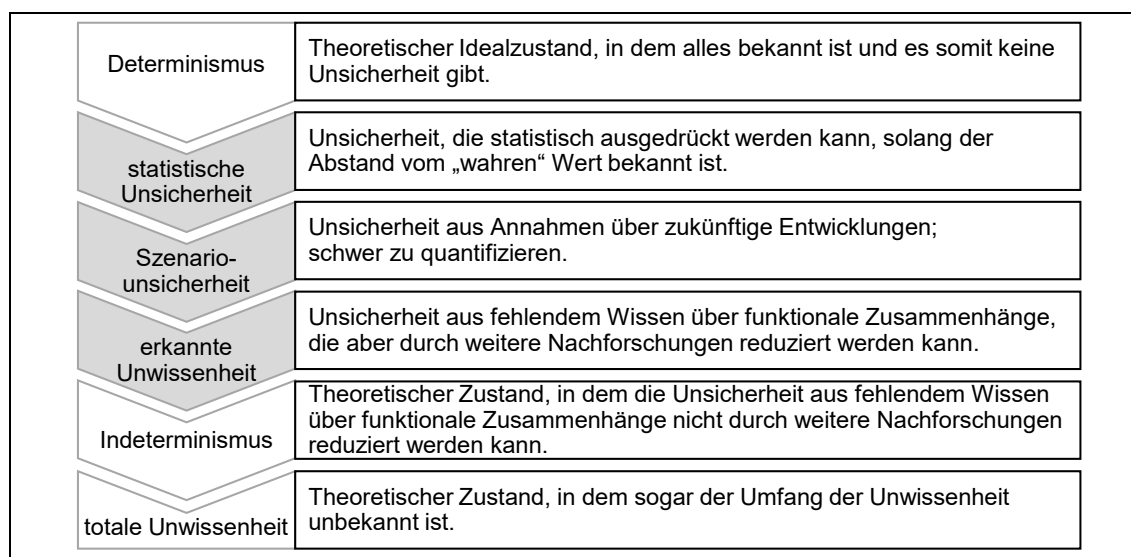 Determinismus
Theoretischer Idealzustand, in dem alles bekannt ist und es somit keine
Unsicherheit gibt.
statistische
Unsicherheit
Unsicherheit, die statistisch ausgedrückt werden kann, solang der
Abstand vom „wahren“ Wert bekannt ist.
Szenario-
unsicherheit
Unsicherheit aus Annahmen über zukünftige Entwicklungen;
schwer zu quantifizieren.
erkannte
Unwissenheit
Unsicherheit aus fehlendem Wissen über funktionale Zusammenhänge,
die aber durch weitere Nachforschungen reduziert werden kann.
Indeterminismus
Theoretischer Zustand, in dem die Unsicherheit aus fehlendem Wissen
über funktionale Zusammenhänge nicht durch weitere Nachforschungen
reduziert werden kann.
totale Unwissenheit
Theoretischer Zustand, in dem sogar der Umfang der Unwissenheit
unbekannt ist.